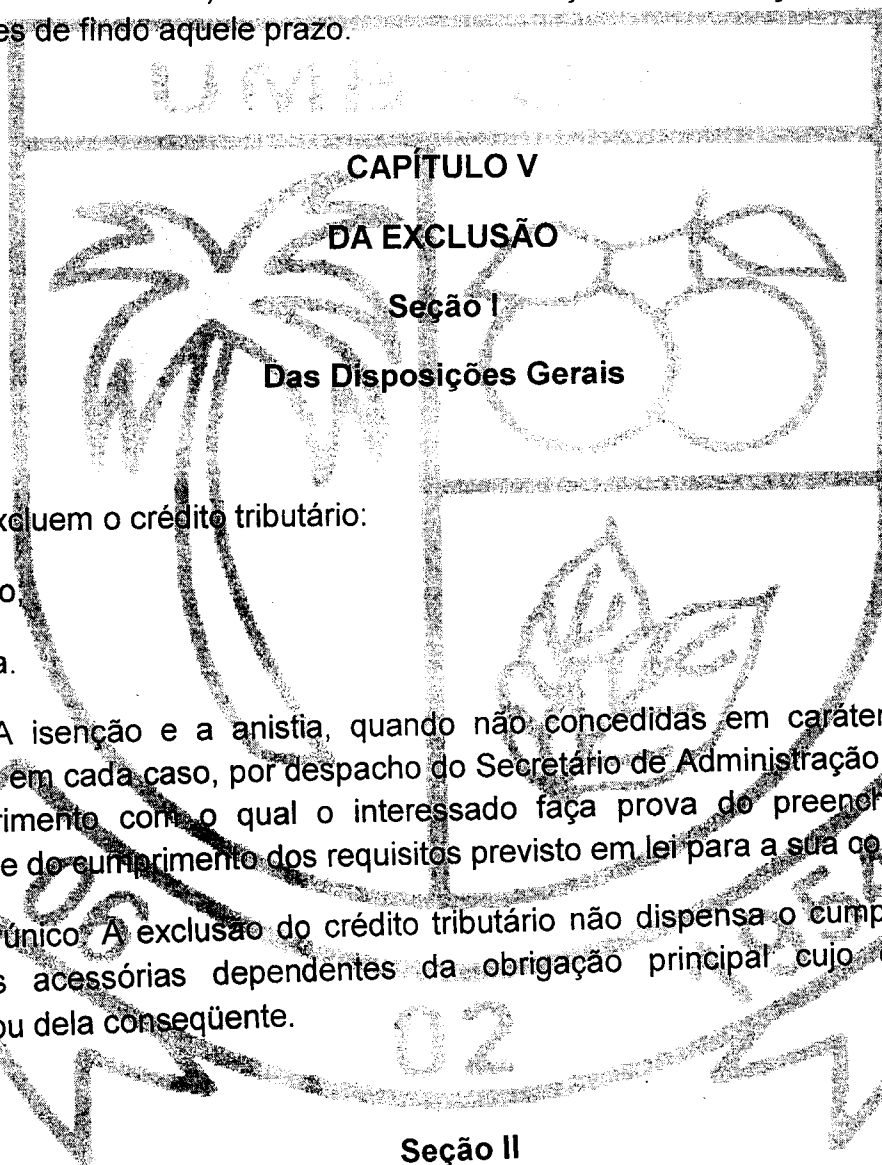 es de findo aquele prazo.
CAPÍTULO V
DA EXCLUSÃO
Seção I
Das Disposições Gerais
xcluem o crédito tributário:
o;
a.
A isenção e a anistia, quando não concedidas em caráter
em cada caso, por despacho do Secretário de Administração
rimento com o qual o interessado faça prova do preench
e do cumprimento dos requisitos previsto em lei para a sua co
único A exclusão do crédito tributário não dispensa o cump
s acessórias dependentes da obrigação principal cujo
ou dela conseqüente.
02
Seção II